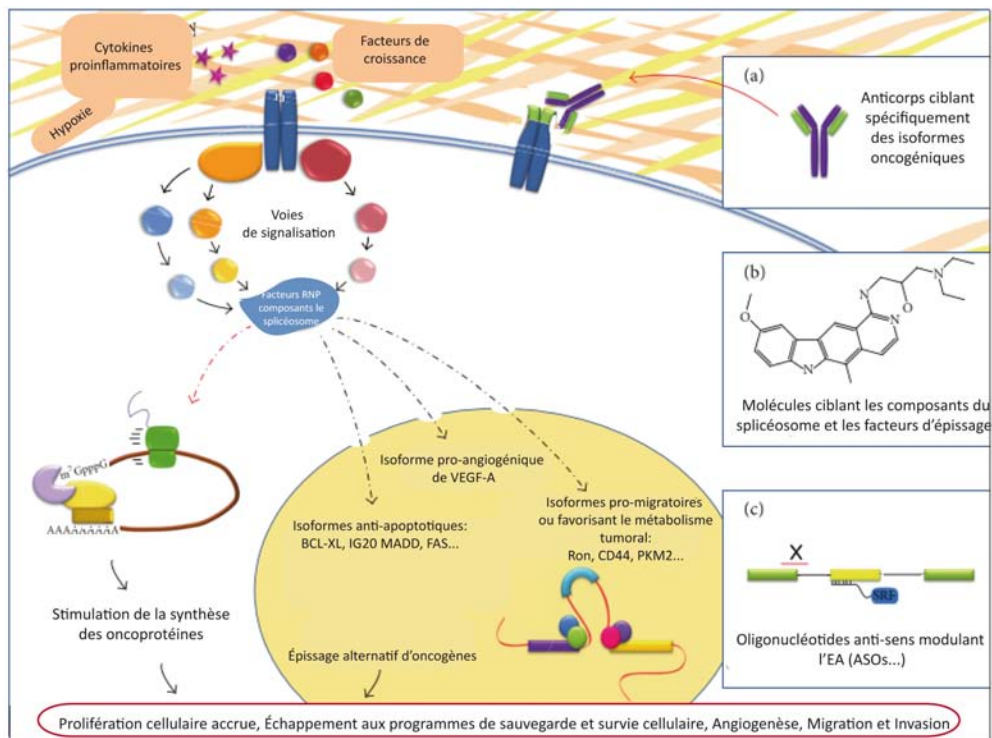 Cytokines
proinflammatoires
Hypoxie
Facteurs de
croissance
Voies
de signalisation
Facteurs RNP
composants le
splicéosome
m7 GpppG
AAAAAAAAA
Stimulation de la synthèse
des oncoprotéines
Isoforme pro-angiogénique
de VEGF-A
Isoformes anti-apoptotiques:
BCL-XL, IG20 MADD, FAS...
Isoformes pro-migratoires
ou favorisant le métabolisme
tumoral:
Ron, CD44, PKM2...
Épissage alternatif d'oncogènes
Prolifération cellulaire accrue, Échappement aux programmes de sauvegarde et survie cellulaire, Angiogenèse, Migration et Invasion
(a)
Anticorps ciblant
spécifiquement
des isoformes
oncogéniques
(b)
N
N
O
N
O
N
Molécules ciblant les composants du
splicéosome et les facteurs d'épissage
(c)
X
SRF
Oligonucléotides anti-sens modulant
l'EA (ASOs...)